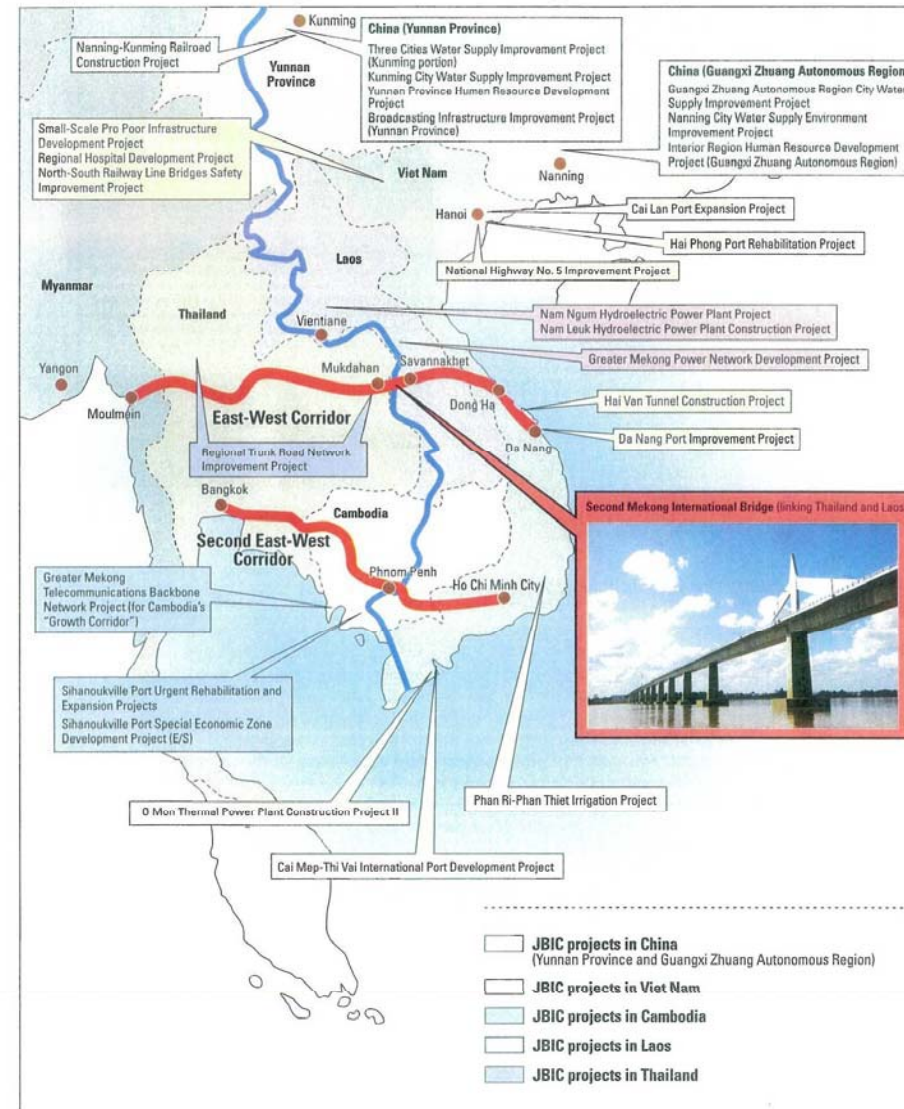 Kunming
Nanning-Kunming Railroad
Construction Project
China (Yunnan Province)
Three Cities Water Supply Improvement Project
(Kunming portion)
Kunming City Water Supply Improvement Project
Yunnan Province Human Resource Development
Project
Broadcasting Infrastructure Improvement Project
(Yunnan Province)
Yunnan
Province
China (Guangxi Zhuang Autonomous Region
Guangxi Zhuang Autonomous Region City Water
Supply Improvement Project
Nanning City Water Supply Environment
Improvement Project
Interior Region Human Resource Development
Project (Guangxi Zhuang Autonomous Region)
Small-Scale Pro Poor Infrastructure
Development Project
Regional Hospital Development Project
North-South Railway Line Bridges Safety
Improvement Project
Viet Nam
Nanning
Hanoi
Cai Lan Port Expansion Project
Hai Phong Port Rehabilitation Project
National Highway No. 5 Improvement Project
Laos
Myanmar
Thailand
Nam Ngum Hydroelectric Power Plant Project
Nam Leuk Hydroelectric Power Plant Construction Project
Vientiane
Greater Mekong Power Network Development Project
Yangon
Mukdahan
Savannakhet
Moulmein
East-West Corridor
Dong Ha
Hai Van Tunnel Construction Project
Da Nang
Da Nang Port Improvement Project
Regional Trunk Road Network
Improvement Project
Bangkok
Cambodia
Second East-West
Corridor
Second Mekong International Bridge (linking Thailand and Laos
Phnom Penh
Ho Chi Minh City
Greater Mekong
Telecommunications Backbone
Network Project (for Cambodia's
"Growth Corridor")
Sihanoukville Port Urgent Rehabilitation and
Expansion Projects
Sihanoukville Port Special Economic Zone
Development Project (E/S)
O Mon Thermal Power Plant Construction Project II
Phan Ri-Phan Thiet Irrigation Project
Cai Mep-Thi Vai International Port Development Project
JBIC projects in China
(Yunnan Province and Guangxi Zhuang Autonomous Region)
JBIC projects in Viet Nam
JBIC projects in Cambodia
JBIC projects in Laos
JBIC projects in Thailand